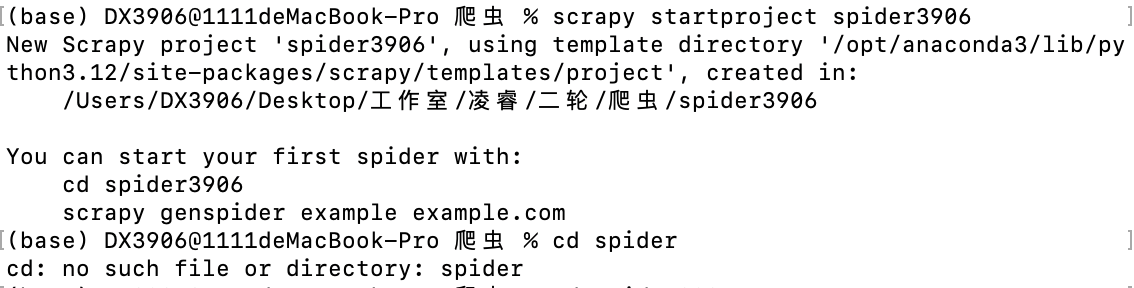 (base) DX3906@1111deMacBook-Pro 爬虫 % scrapy startproject spider3906
New Scrapy project 'spider3906', using template directory '/opt/anaconda3/lib/py
thon3.12/site-packages/scrapy/templates/project', created in:
    /Users/DX3906/Desktop/工作室/凌睿/二轮/爬虫/spider3906

You can start your first spider with:
    cd spider3906
    scrapy genspider example example.com
(base) DX3906@1111deMacBook-Pro 爬虫 % cd spider
cd: no such file or directory: spider